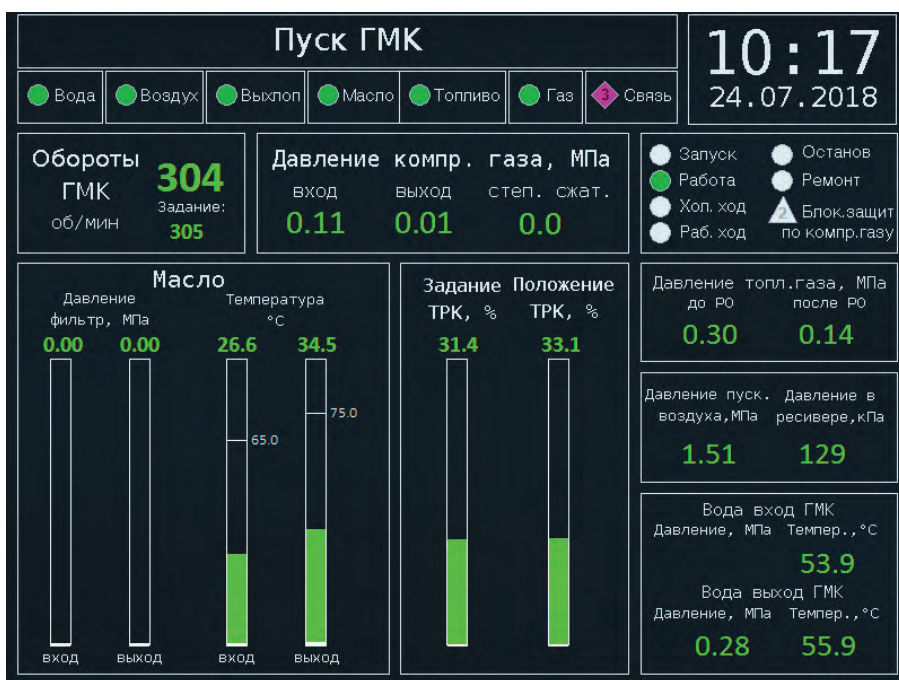 Пуск ГМК
10:17
24.07.2018
Вода
Воздух
Выхлоп
Масло
Топливо
Газ
3 Связь
Обороты
ГМК
об/мин
304
Задание:
305
Давление компр. газа, МПа
вход выход степ. сжат.
0.11 0.01 0.0
Запуск Останов
Работа Ремонт
Хол. ход 2 Блок.защит
Раб. ход по компр.газу
Масло
Давление Температура
фильтр, МПа °C
0.00 0.00 26.6 34.5
75.0
65.0
вход выход вход выход
Задание Положение
ТРК, % ТРК, %
31.4 33.1
Давление топл.газа, МПа
до РО после РО
0.30 0.14
Давление пуск. Давление в
воздуха,МПа ресивере,кПа
1.51 129
Вода вход ГМК
Давление, МПа Темпер.,°C
53.9
Вода выход ГМК
Давление, МПа Темпер.,°C
0.28 55.9